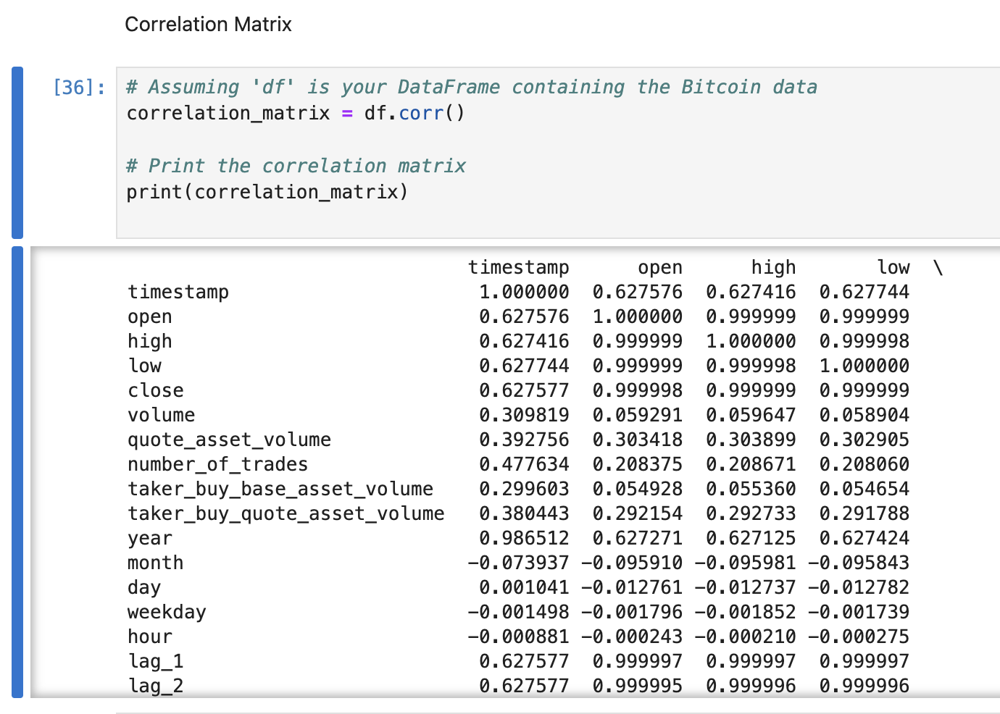 Correlation Matrix
[36]: # Assuming 'df' is your DataFrame containing the Bitcoin data
correlation_matrix = df.corr()
# Print the correlation matrix
print(correlation_matrix)
timestamp open high low \
timestamp 1.000000 0.627576 0.627416 0.627744
open 0.627576 1.000000 0.999999 0.999999
high 0.627416 0.999999 1.000000 0.999998
low 0.627744 0.999999 0.999998 1.000000
close 0.627577 0.999998 0.999999 0.999999
volume 0.309819 0.059291 0.059647 0.058904
quote_asset_volume 0.392756 0.303418 0.303899 0.302905
number_of_trades 0.477634 0.208375 0.208671 0.208060
taker_buy_base_asset_volume 0.299603 0.054928 0.055360 0.054654
taker_buy_quote_asset_volume 0.380443 0.292154 0.292733 0.291788
year 0.986512 0.627271 0.627125 0.627424
month -0.073937 -0.095910 -0.095981 -0.095843
day 0.001041 -0.012761 -0.012737 -0.012782
weekday -0.001498 -0.001796 -0.001852 -0.001739
hour -0.000881 -0.000243 -0.000210 -0.000275
lag_1 0.627577 0.999997 0.999997 0.999997
lag_2 0.627577 0.999995 0.999996 0.999996